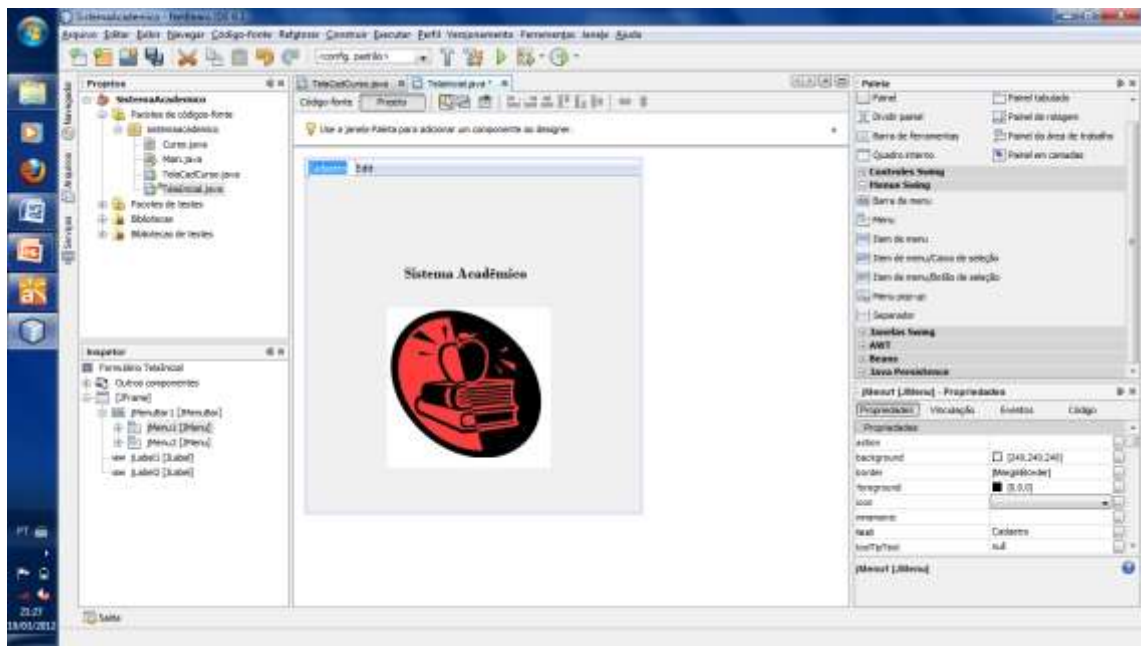 SistemaAcademico - NetBeans IDE 6.
Arquivo Editar Exibir Navegar Código-fonte Refatorar Construir Executar Perfil Versionamento Ferramentas Janela Ajuda
<config. padrão>
Projetos
SistemaAcademico
Pacotes de códigos-fonte
sistemaacademico
Curso.java
Main.java
TelaCadCurso.java
TelaInicial.java
Pacotes de testes
Bibliotecas
Bibliotecas de testes
Navegador
Arquivos
Serviços
Inspetor
Formulário TelaInicial
Outros componentes
[JFrame]
jMenuBar1 [JMenuBar]
jMenu1 [JMenu]
jMenu2 [JMenu]
jLabel1 [JLabel]
jLabel2 [JLabel]
TelaCadCurso.java
TelaInicial.java *
Código-fonte Projeto
Use a janela Paleta para adicionar um componente ao designer.
Cadastro Edit
Sistema Acadêmico
Paleta
Painel Painel tabulado
Dividir painel Painel de rolagem
Barra de ferramentas Painel da área de trabalho
Quadro interno Painel em camadas
Controles Swing
Menus Swing
Barra de menu
Menu
Item de menu
Item de menu/Caixa de seleção
Item de menu/Botão de seleção
Menu pop-up
Separador
Janelas Swing
AWT
Beans
Java Persistence
jMenu1 [JMenu] - Propriedades
Propriedades Vinculação Eventos Código
Propriedades
action
background [240,240,240]
border [MarginBorder]
foreground [0,0,0]
icon
mnemonic
text Cadastro
toolTipText null
jMenu1 [JMenu]
Saída
PT
21:27